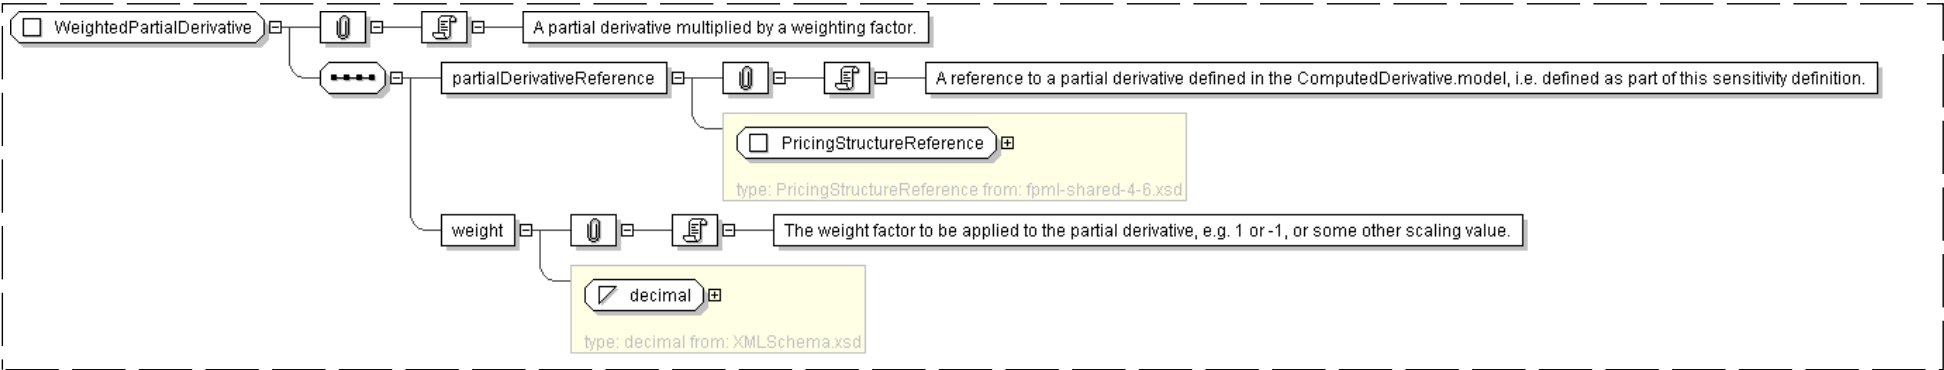 WeightedPartialDerivative
A partial derivative multiplied by a weighting factor.
partialDerivativeReference
A reference to a partial derivative defined in the ComputedDerivative.model, i.e. defined as part of this sensitivity definition.
PricingStructureReference
type: PricingStructureReference from: fpml-shared-4-6.xsd
weight
The weight factor to be applied to the partial derivative, e.g. 1 or -1, or some other scaling value.
decimal
type: decimal from: XMLSchema.xsd